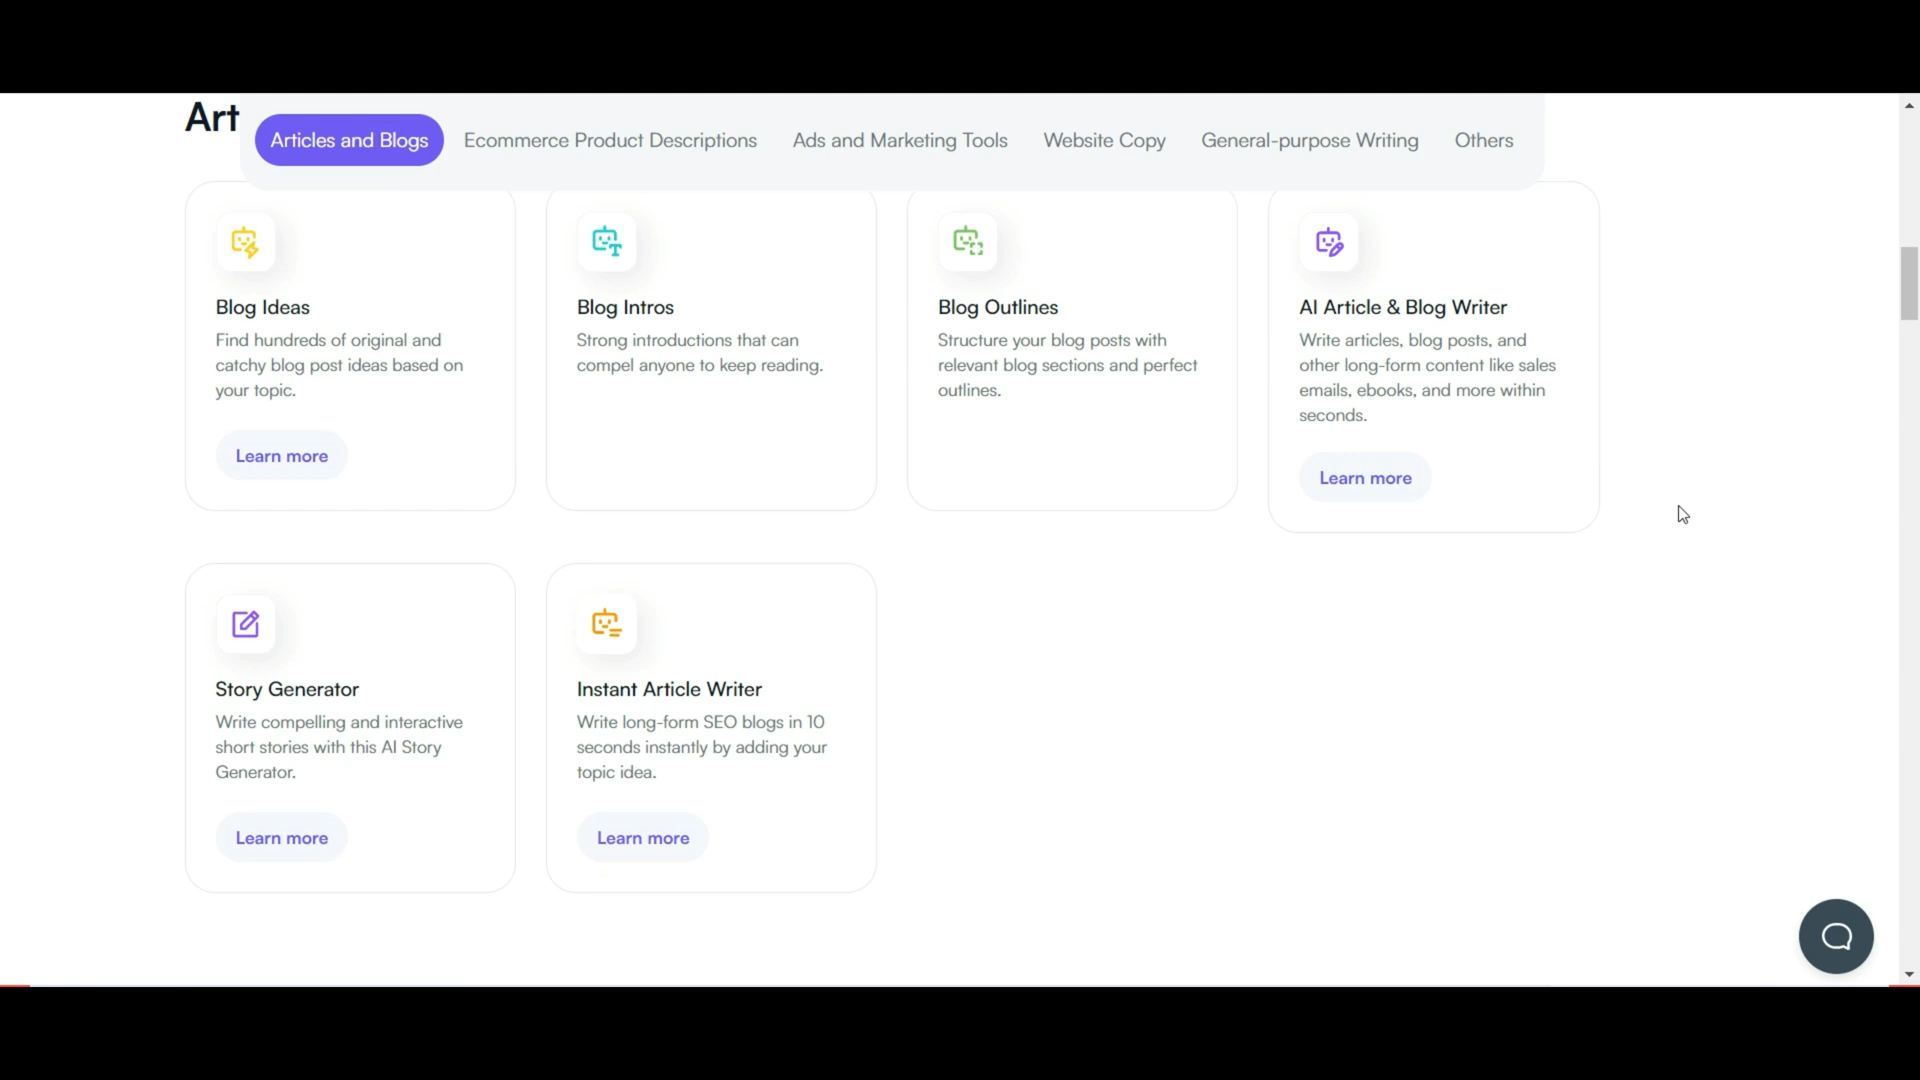 Art
Articles and Blogs
Ecommerce Product Descriptions
Ads and Marketing Tools
Website Copy
General-purpose Writing
Others
Blog Ideas
Find hundreds of original and
catchy blog post ideas based on
your topic.
Learn more
Blog Intros
Strong introductions that can
compel anyone to keep reading.
Blog Outlines
Structure your blog posts with
relevant blog sections and perfect
outlines.
AI Article & Blog Writer
Write articles, blog posts, and
other long-form content like sales
emails, ebooks, and more within
seconds.
Learn more
Story Generator
Write compelling and interactive
short stories with this AI Story
Generator.
Learn more
Instant Article Writer
Write long-form SEO blogs in 10
seconds instantly by adding your
topic idea.
Learn more